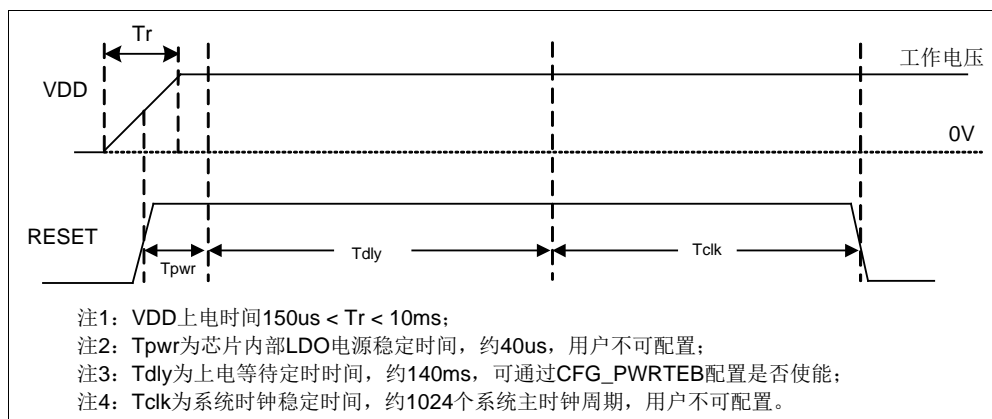 Tr
工作电压
VDD
0V
RESET
Tpwr
Tdly
Tclk
注1：VDD上电时间150us < Tr < 10ms；
注2：Tpwr为芯片内部LDO电源稳定时间，约40us，用户不可配置；
注3：Tdly为上电等待定时时间，约140ms，可通过CFG_PWRTEB配置是否使能；
注4：Tclk为系统时钟稳定时间，约1024个系统主时钟周期，用户不可配置。